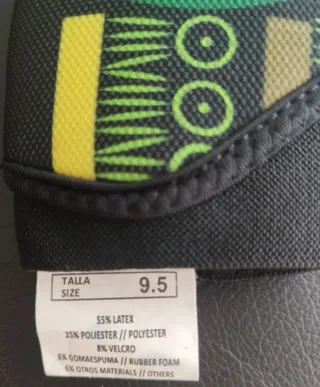 TALLA
SIZE 9.5
55% LATEX
25% POLIESTER // POLYESTER
8% VELCRO
6% GOMAESPUMA // RUBBER FOAM
6% OTROS MATERIALS // OTHERS